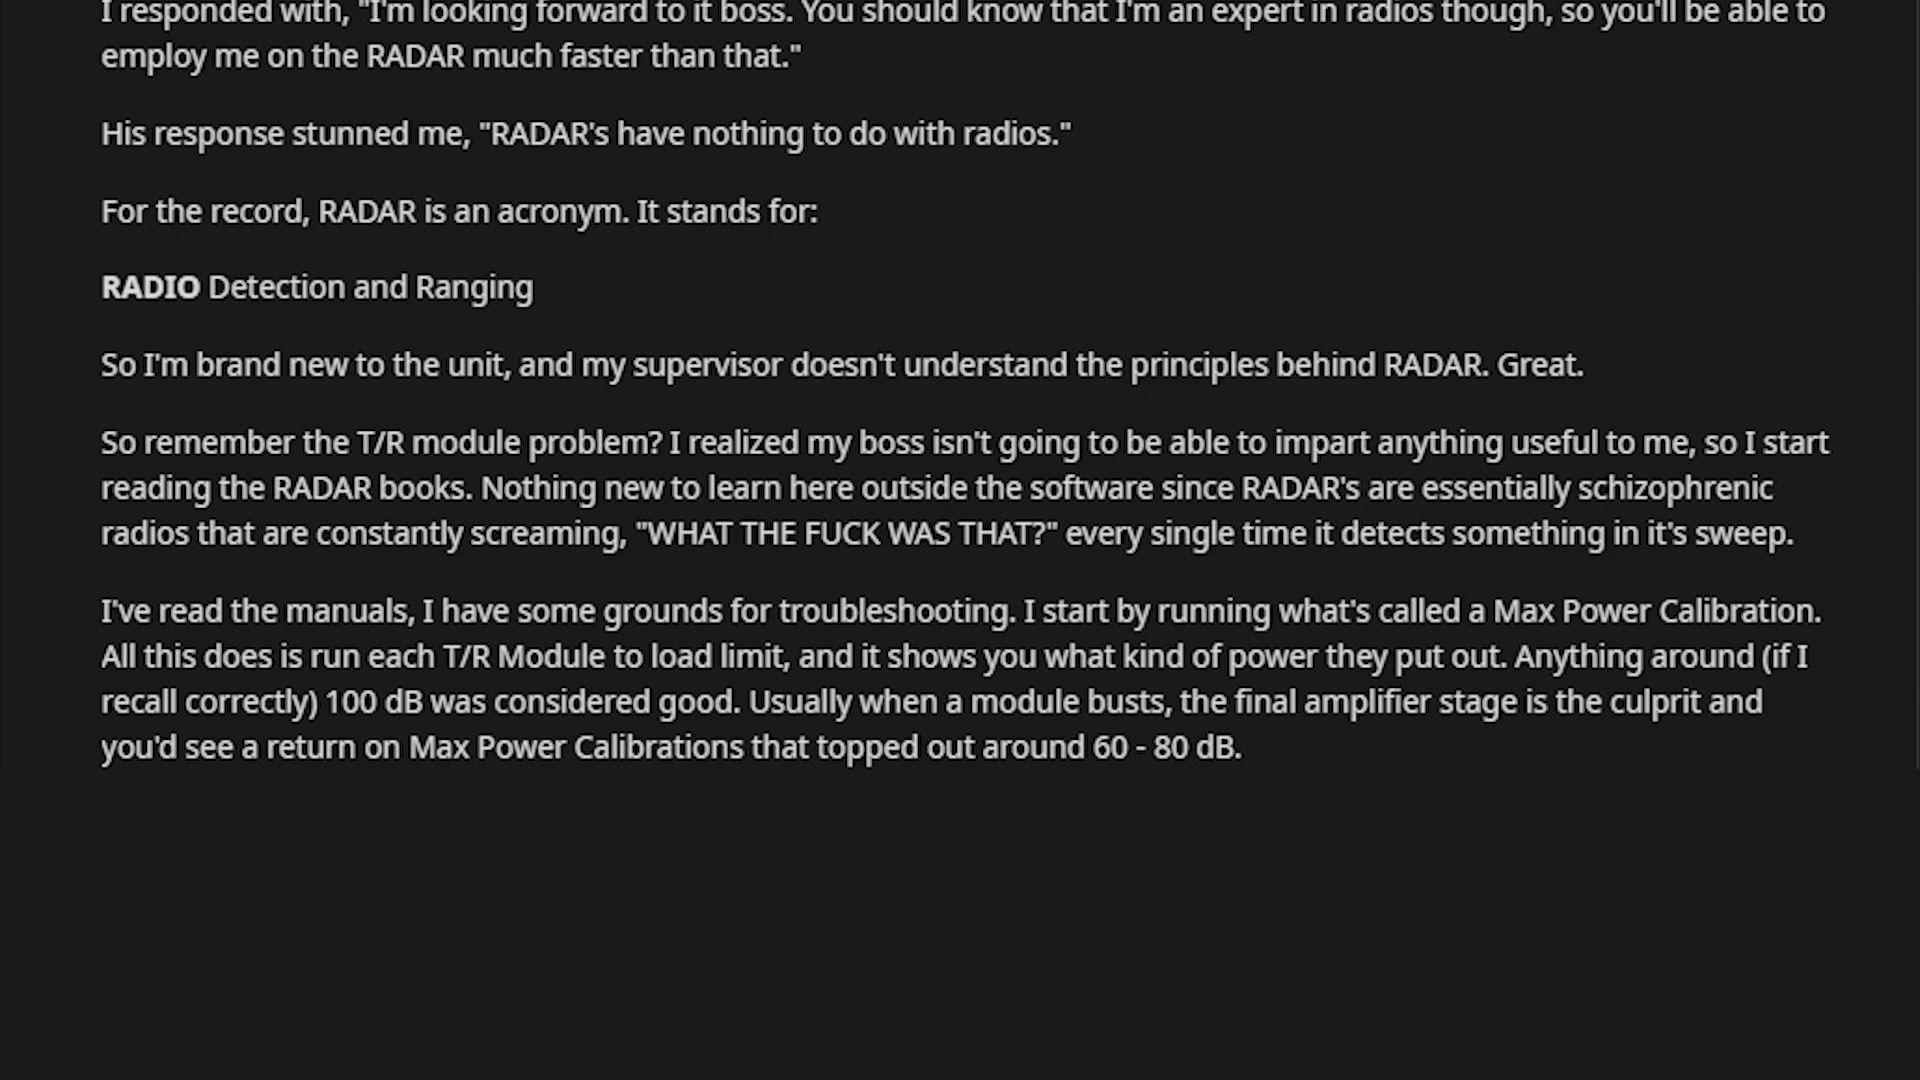 I responded with, "I'm looking forward to it boss. You should know that I'm an expert in radios though, so you'll be able to
employ me on the RADAR much faster than that."
His response stunned me, "RADAR's have nothing to do with radios."
For the record, RADAR is an acronym. It stands for:
RADIO Detection and Ranging
So I'm brand new to the unit, and my supervisor doesn't understand the principles behind RADAR. Great.
So remember the T/R module problem? I realized my boss isn't going to be able to impart anything useful to me, so I start
reading the RADAR books. Nothing new to learn here outside the software since RADAR's are essentially schizophrenic
radios that are constantly screaming, "WHAT THE FUCK WAS THAT?" every single time it detects something in it's sweep.
I've read the manuals, I have some grounds for troubleshooting. I start by running what's called a Max Power Calibration.
All this does is run each T/R Module to load limit, and it shows you what kind of power they put out. Anything around (if I
recall correctly) 100 dB was considered good. Usually when a module busts, the final amplifier stage is the culprit and
you'd see a return on Max Power Calibrations that topped out around 60 - 80 dB.